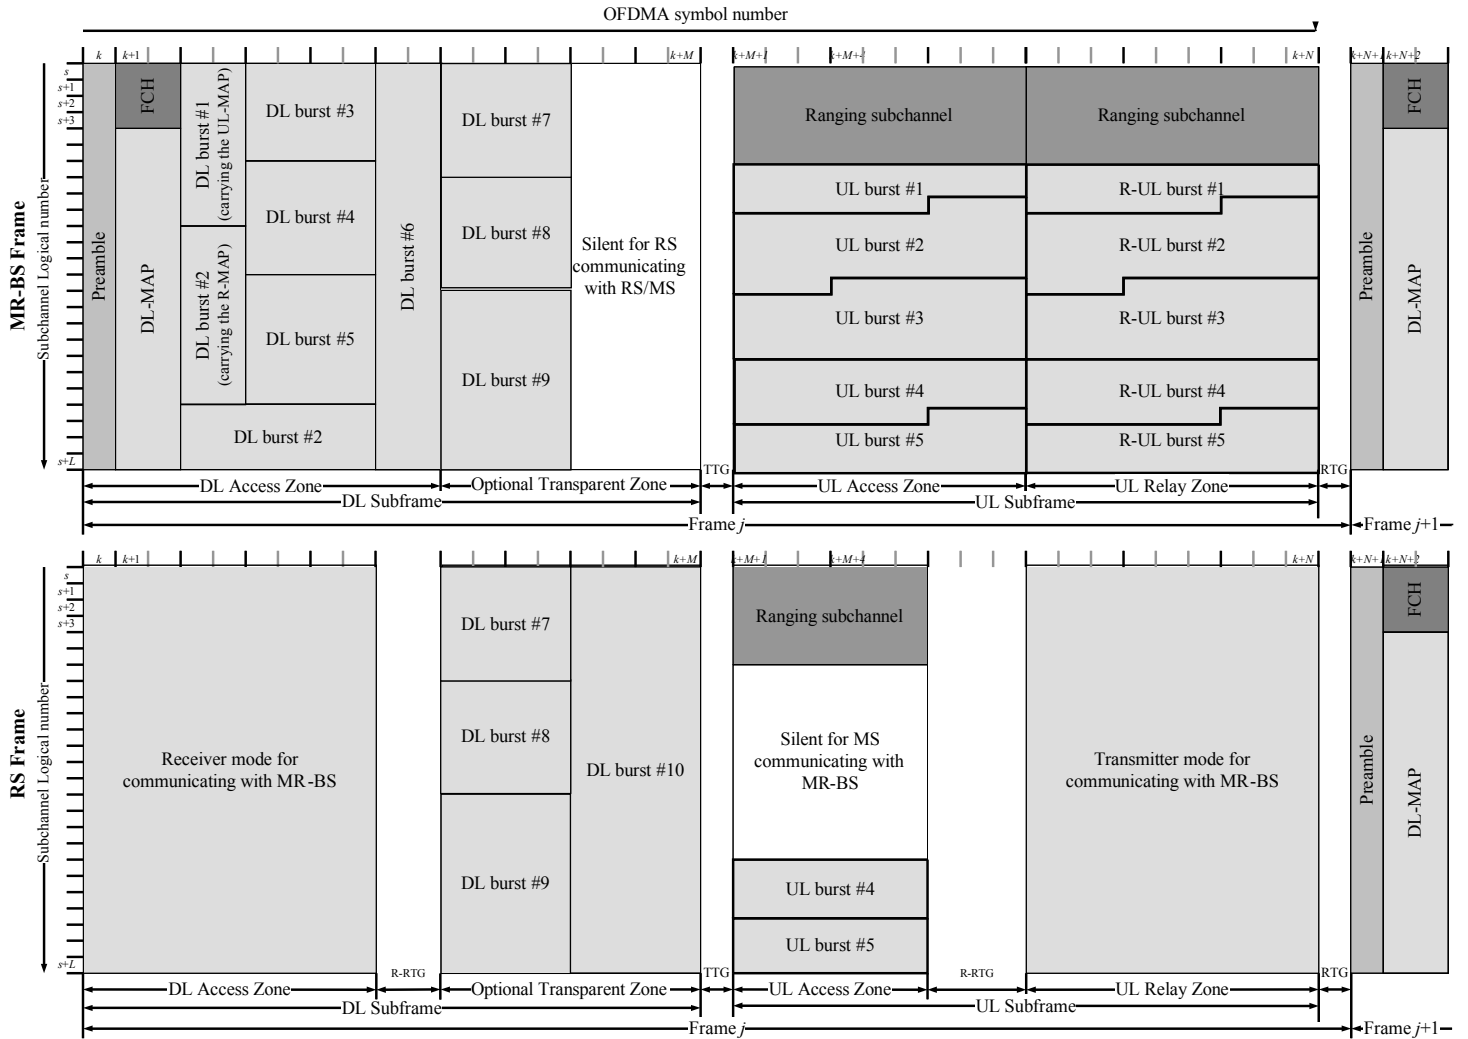 OFDMA symbol number
k k+1 k+M k+M+1 k+M+4 k+N k+N+1 k+N+2
s
s+1
s+2
s+3
s+L
MR-BS Frame
Subchannel Logical number
Preamble
FCH
DL-MAP
DL burst #1
(carrying the UL-MAP)
DL burst #2
(carrying the R-MAP)
DL burst #3
DL burst #4
DL burst #5
DL burst #2
DL burst #6
DL burst #7
DL burst #8
DL burst #9
Silent for RS
communicating
with RS/MS
Ranging subchannel
UL burst #1
UL burst #2
UL burst #3
UL burst #4
UL burst #5
Ranging subchannel
R-UL burst #1
R-UL burst #2
R-UL burst #3
R-UL burst #4
R-UL burst #5
Preamble
FCH
DL-MAP
DL Access Zone Optional Transparent Zone TTG UL Access Zone UL Relay Zone RTG
DL Subframe UL Subframe
Frame j Frame j+1
k k+1 k+M k+M+1 k+M+4 k+N k+N+1 k+N+2
s
s+1
s+2
s+3
s+L
RS Frame
Subchannel Logical number
Receiver mode for
communicating with MR-BS
DL burst #7
DL burst #8
DL burst #9
DL burst #10
Ranging subchannel
Silent for MS
communicating with
MR-BS
UL burst #4
UL burst #5
Transmitter mode for
communicating with MR-BS
Preamble
FCH
DL-MAP
DL Access Zone R-RTG Optional Transparent Zone TTG UL Access Zone R-RTG UL Relay Zone RTG
DL Subframe UL Subframe
Frame j Frame j+1